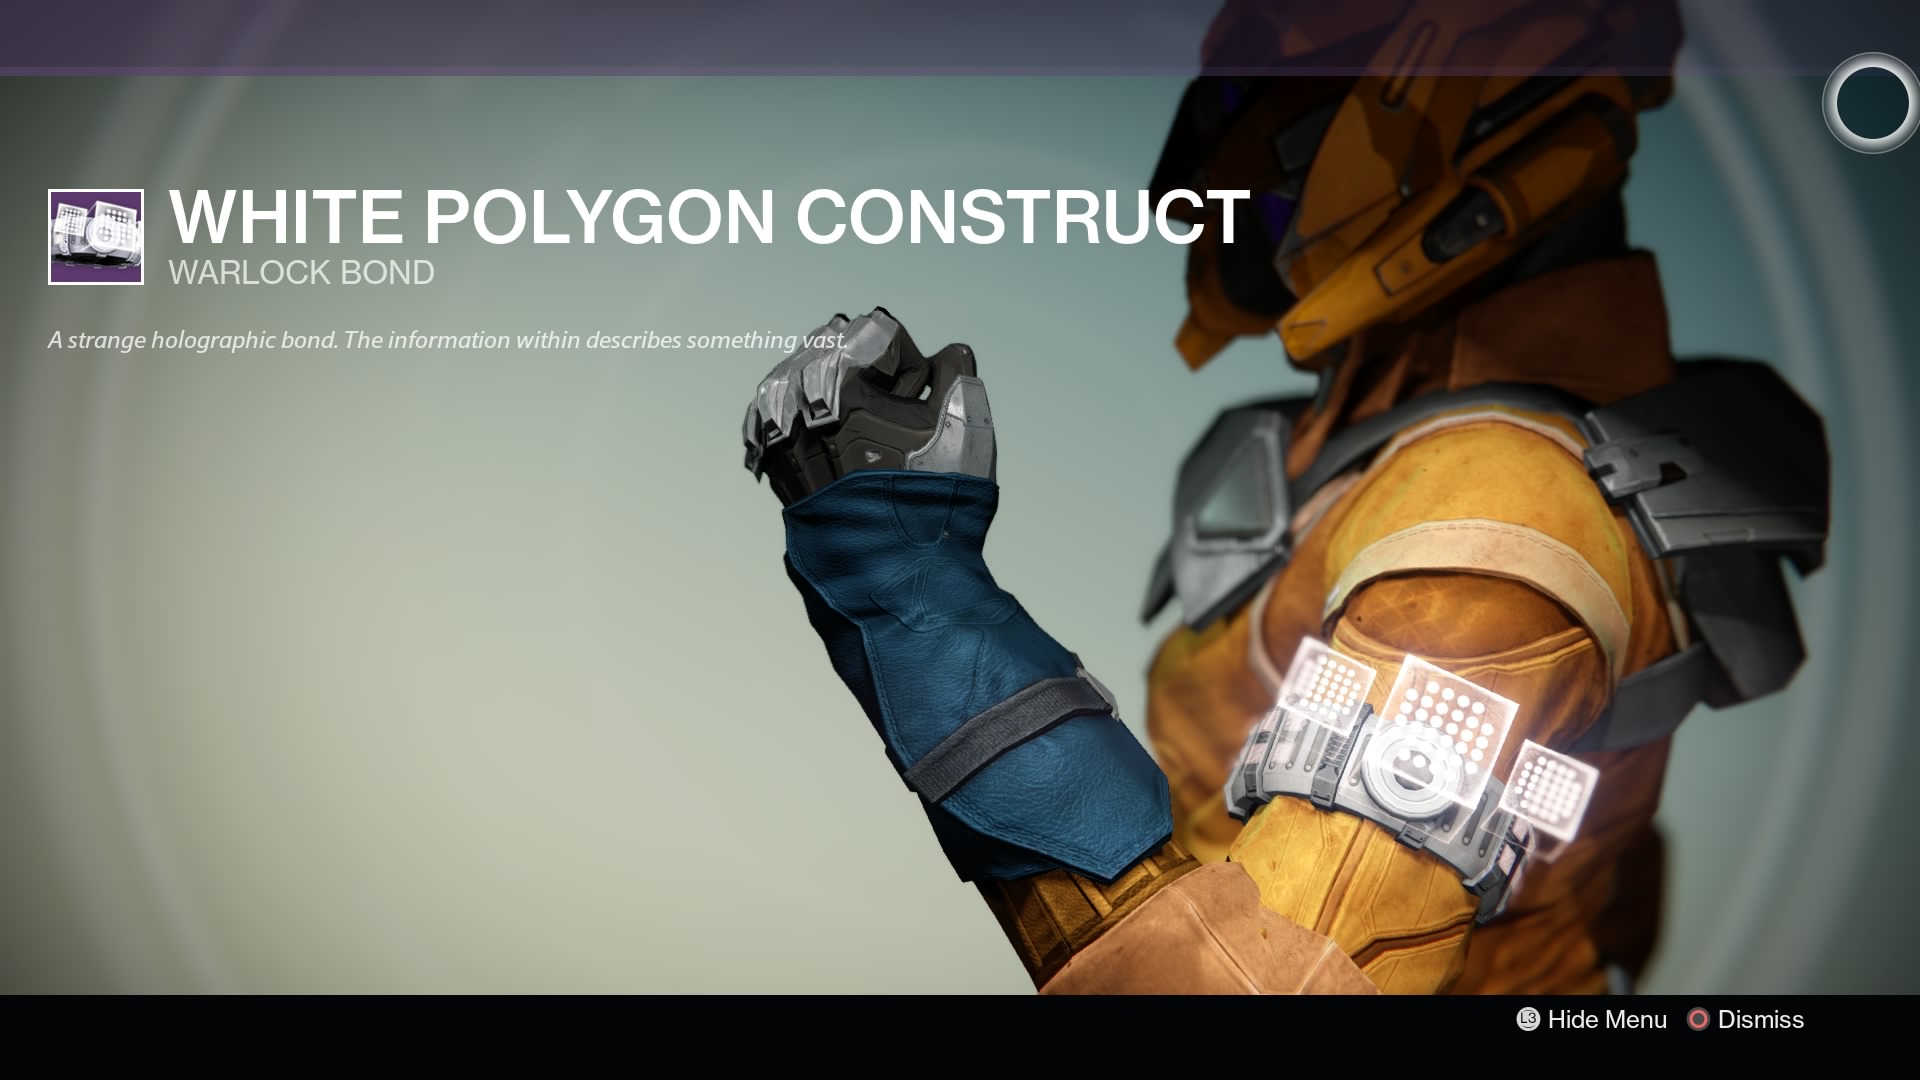 WHITE POLYGON CONSTRUCT
WARLOCK BOND
A strange holographic bond. The information within describes something vast.
L3 Hide Menu Dismiss